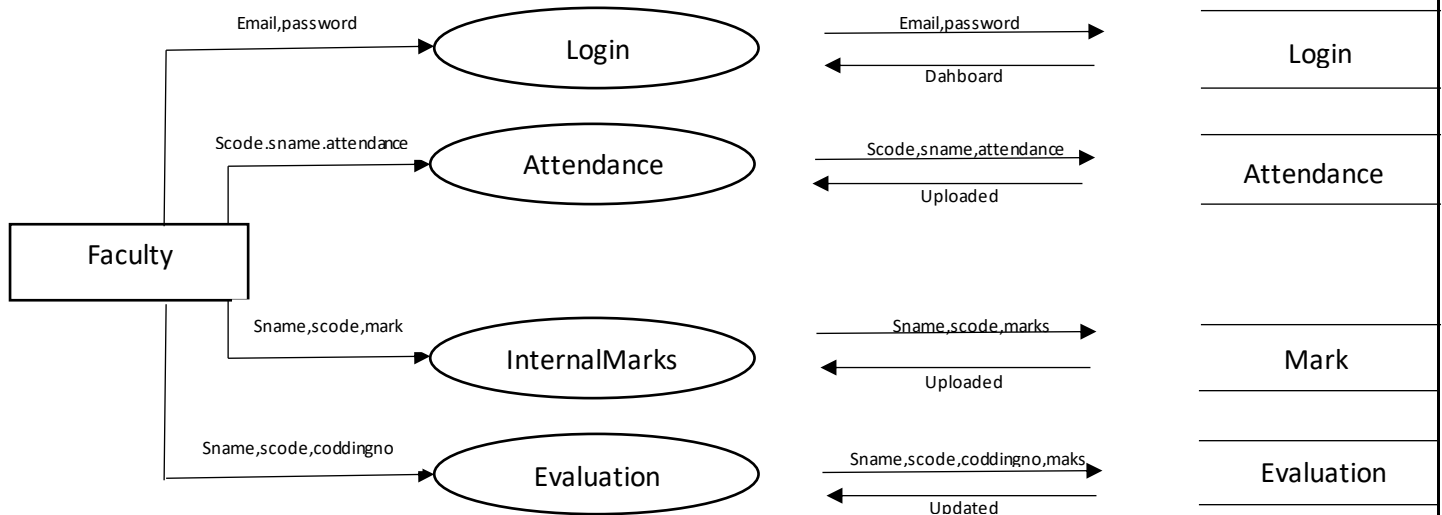 Email,password
Login
Email,password
Dahboard
Login
Scode.sname.attendance
Attendance
Scode,sname,attendance
Uploaded
Attendance
Faculty
Sname,scode,mark
InternalMarks
Sname,scode,marks
Uploaded
Mark
Sname,scode,coddingno
Evaluation
Sname,scode,coddingno,maks
Updated
Evaluation